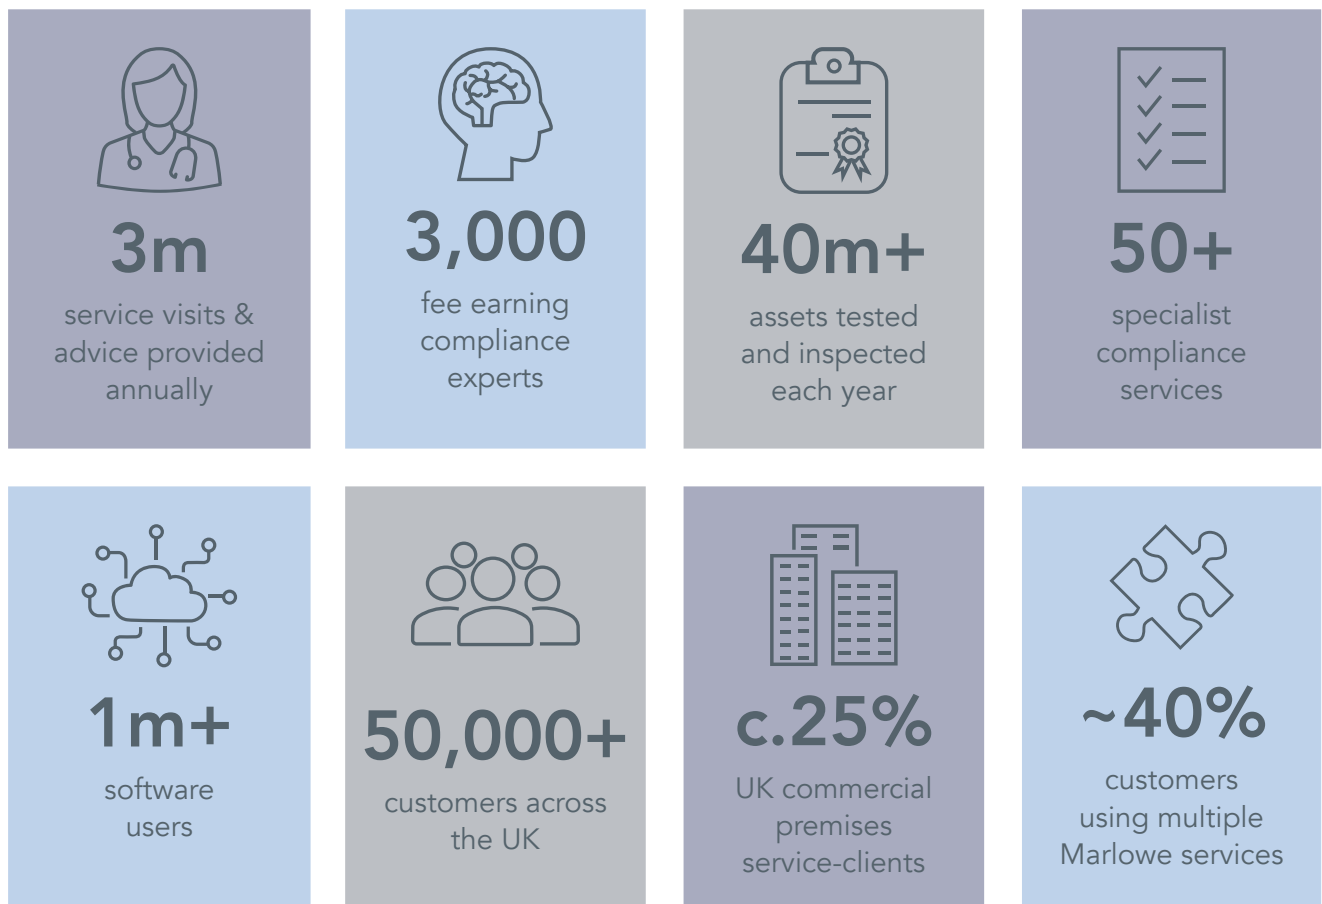 3m
service visits &
advice provided
annually
3,000
fee earning
compliance
experts
40m+
assets tested
and inspected
each year
50+
specialist
compliance
services
1m+
software
users
50,000+
customers across
the UK
c.25%
UK commercial
premises
service-clients
~40%
customers
using multiple
Marlowe services